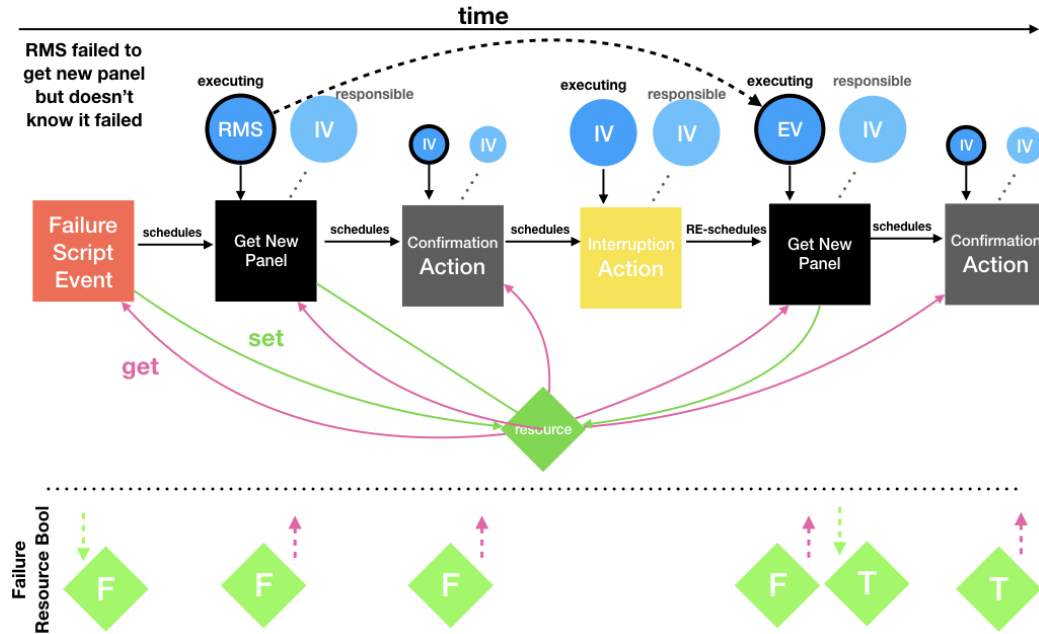 time
RMS failed to
get new panel
but doesn't
know it failed
executing
responsible
RMS
IV
IV
IV
executing
responsible
IV
IV
executing
responsible
EV
IV
IV
IV
Failure
Script
Event
schedules
Get New
Panel
schedules
Confirmation
Action
schedules
Interruption
Action
RE-schedules
Get New
Panel
schedules
Confirmation
Action
set
get
resource
Failure
Resource Bool
F
F
F
F
T
T